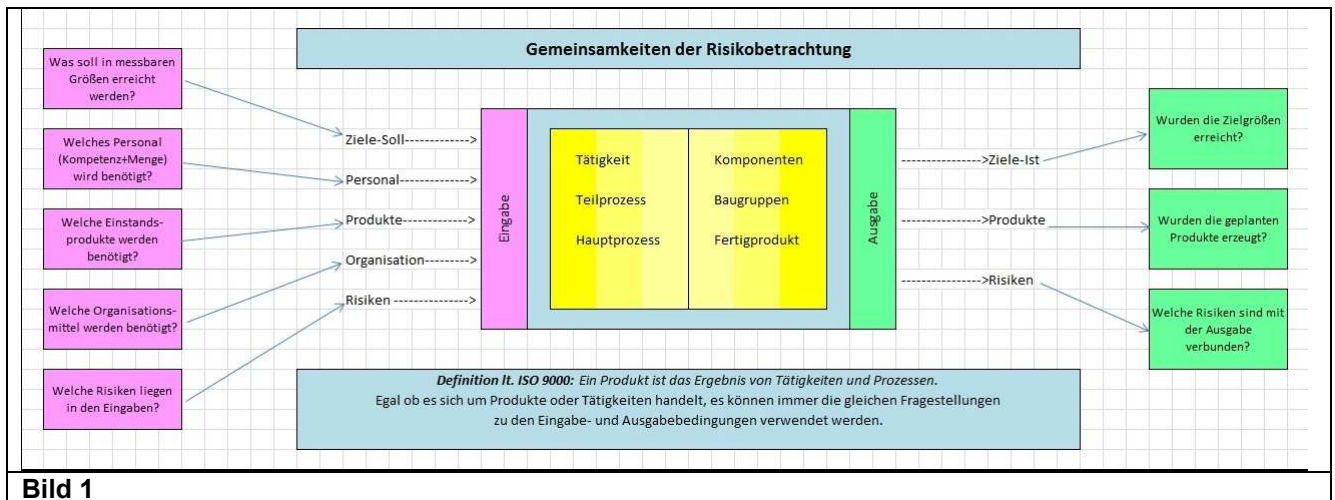 Gemeinsamkeiten der Risikobetrachtung
Was soll in messbaren
Größen erreicht
werden?
Welches Personal
(Kompetenz+Menge)
wird benötigt?
Welche Einstands-
produkte werden
benötigt?
Welche Organisations-
mittel werden benötigt?
Welche Risiken liegen
in den Eingaben?
Ziele-Soll------------>
Personal------------>
Produkte------------>
Organisation-------->
Risiken ------------->
Eingabe
Tätigkeit
Teilprozess
Hauptprozess
Komponenten
Baugruppen
Fertigprodukt
Ausgabe
------------->Ziele-Ist
------------->Produkte
------------->Risiken
Wurden die Zielgrößen
erreicht?
Wurden die geplanten
Produkte erzeugt?
Welche Risiken sind mit
der Ausgabe
verbunden?
Definition lt. ISO 9000: Ein Produkt ist das Ergebnis von Tätigkeiten und Prozessen.
Egal ob es sich um Produkte oder Tätigkeiten handelt, es können immer die gleichen Fragestellungen
zu den Eingabe- und Ausgabebedingungen verwendet werden.
Bild 1